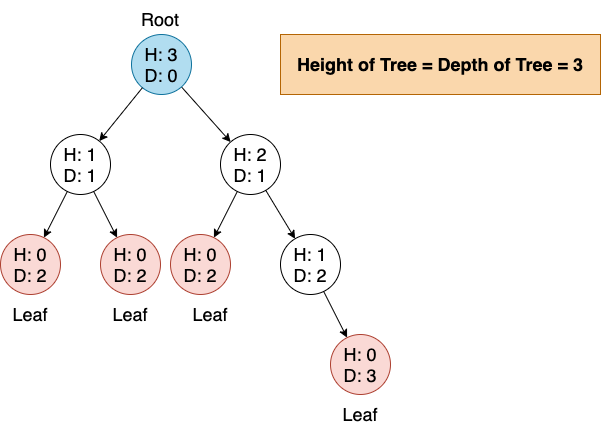 Root
H: 3
D: 0
Height of Tree = Depth of Tree = 3
H: 1
D: 1
H: 2
D: 1
H: 0
D: 2
H: 0
D: 2
H: 0
D: 2
H: 1
D: 2
Leaf
Leaf
Leaf
H: 0
D: 3
Leaf